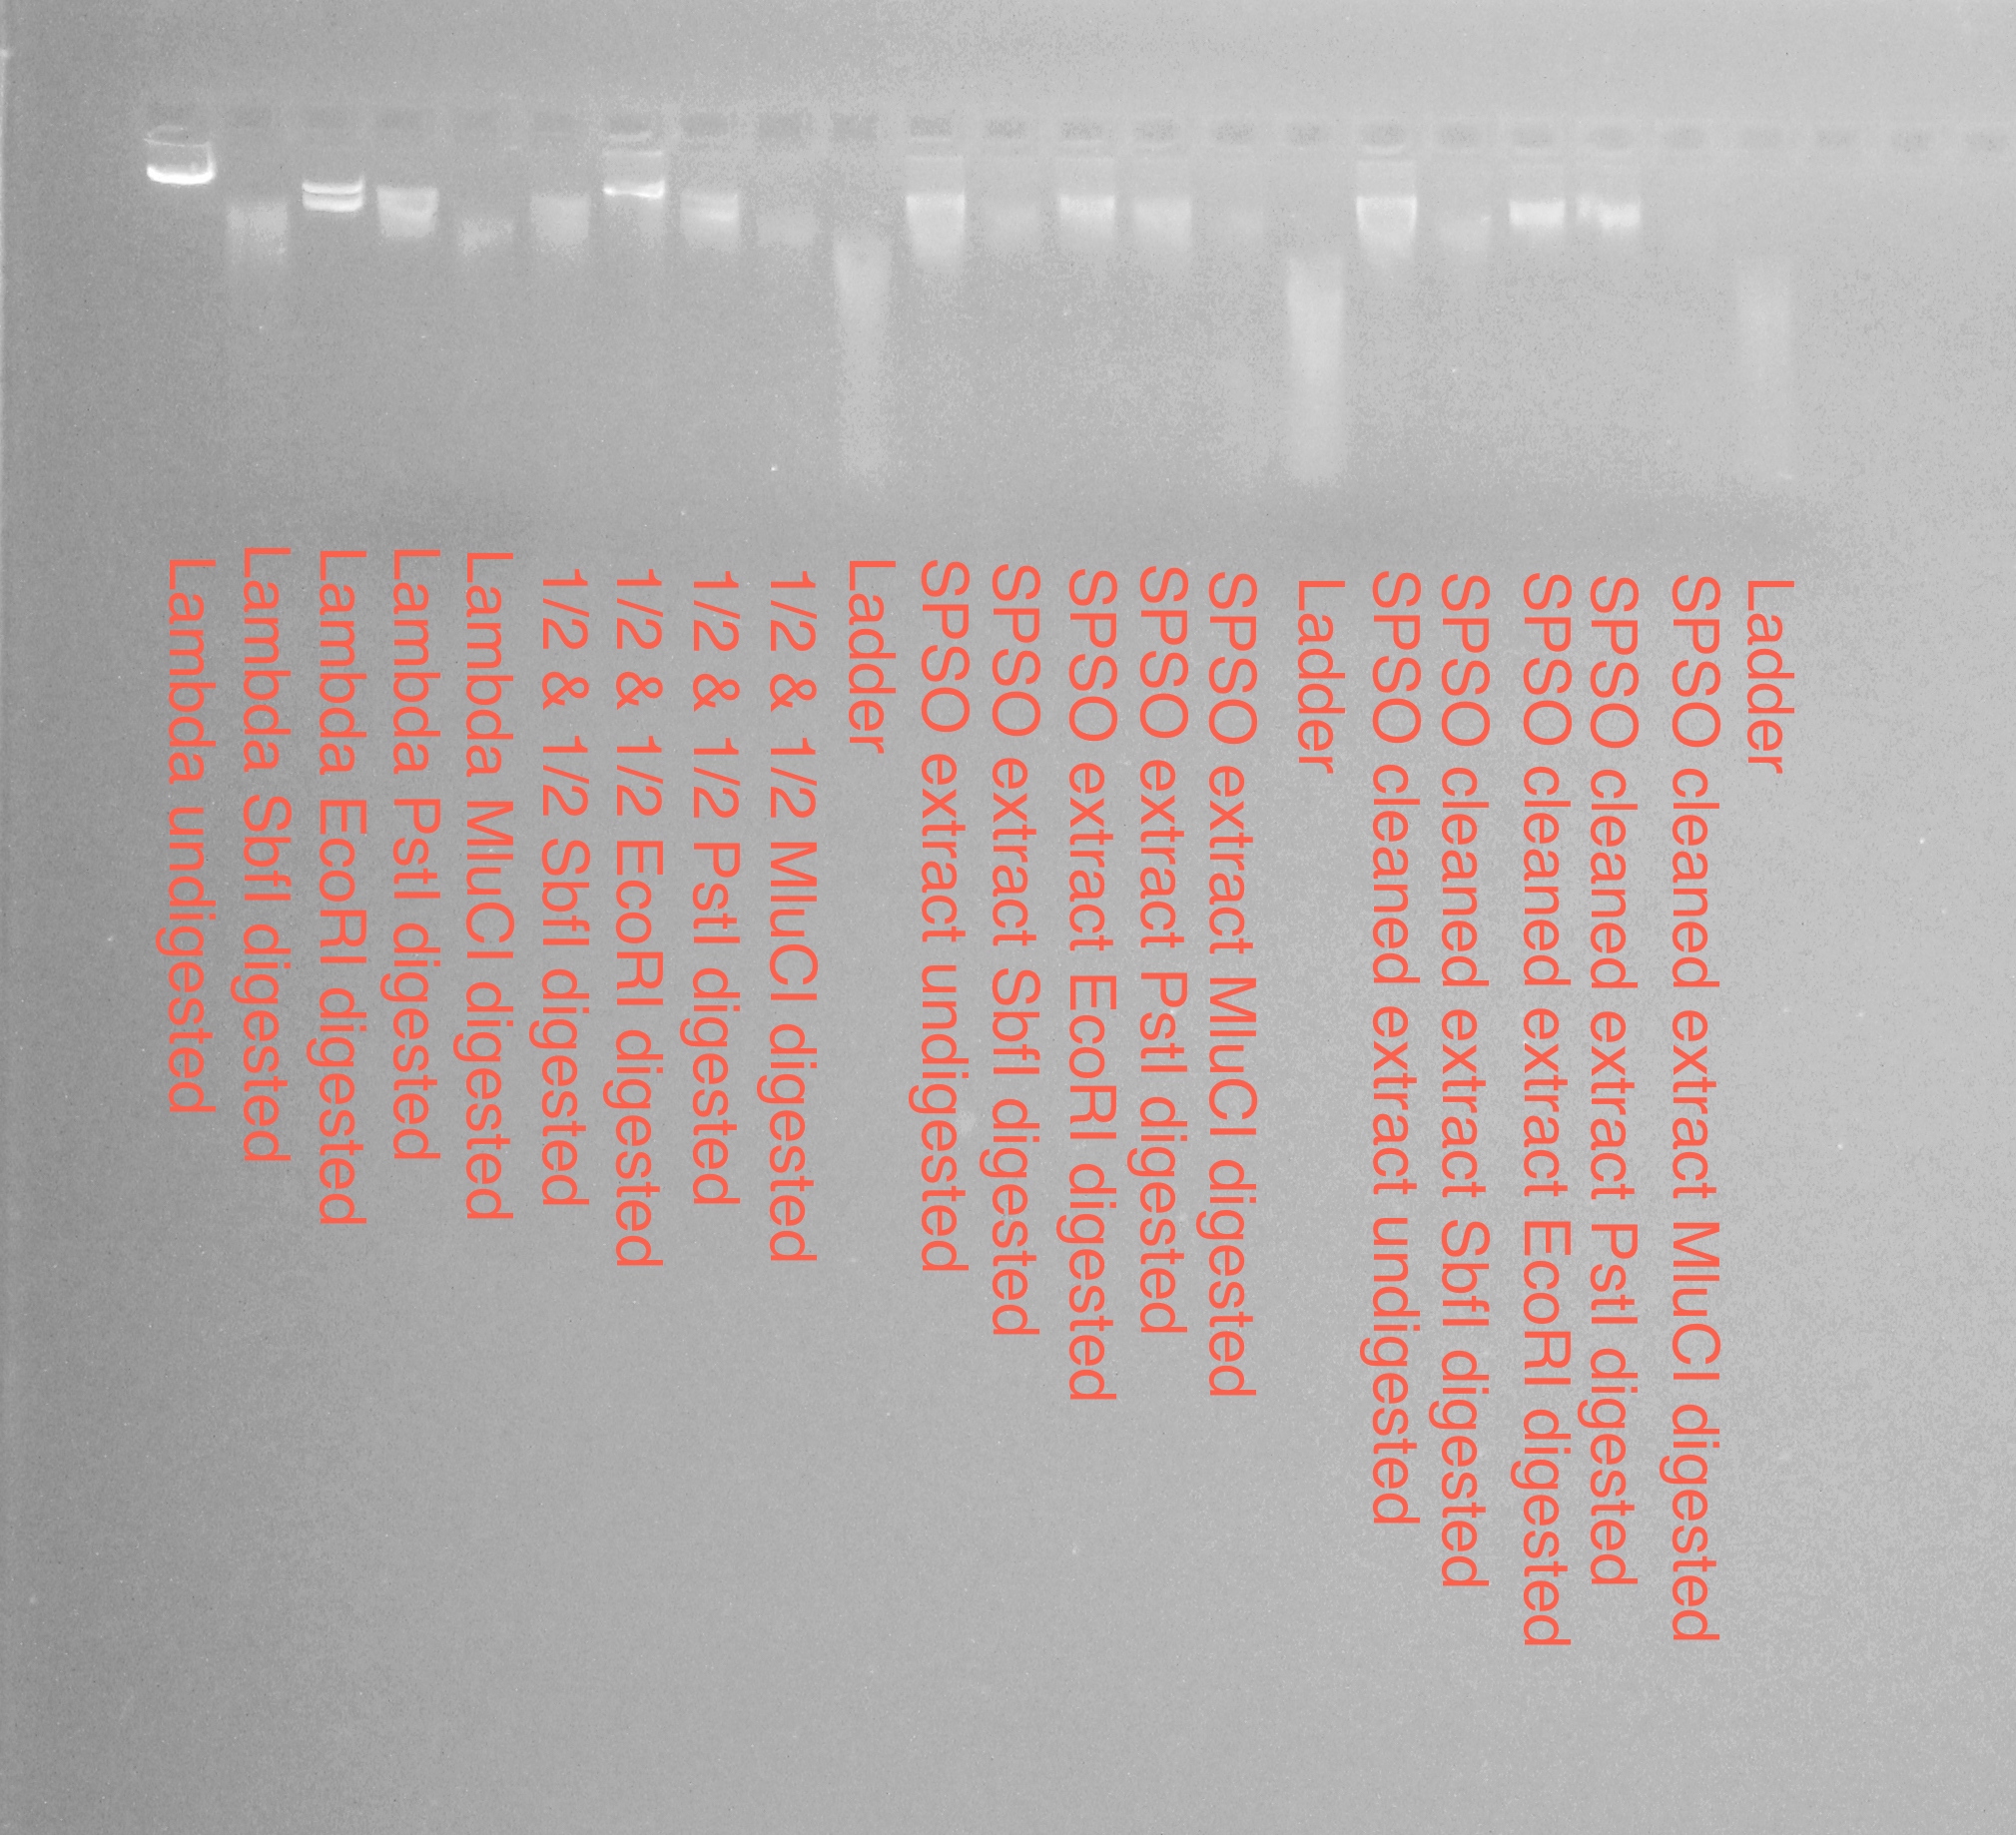 Lambda undigested
Lambda SbfI digested
Lambda EcoRI digested
Lambda PstI digested
Lambda MluCI digested
1/2 & 1/2 SbfI digested
1/2 & 1/2 EcoRI digested
1/2 & 1/2 PstI digested
1/2 & 1/2 MluCI digested
Ladder
SPSO extract undigested
SPSO extract SbfI digested
SPSO extract EcoRI digested
SPSO extract PstI digested
SPSO extract MluCI digested
Ladder
SPSO cleaned extract undigested
SPSO cleaned extract SbfI digested
SPSO cleaned extract EcoRI digested
SPSO cleaned extract PstI digested
SPSO cleaned extract MluCI digested
Ladder